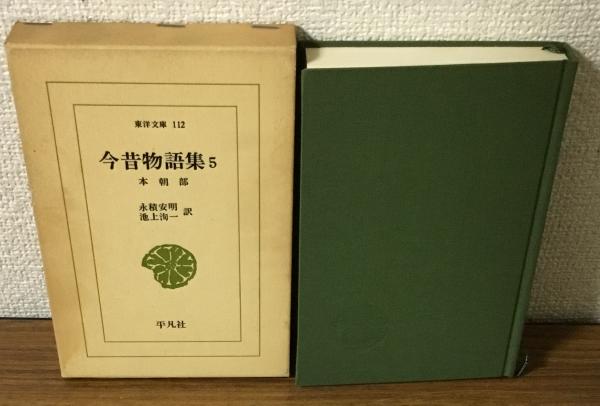 東洋文庫 112
今昔物語集5
本朝部
永積安明
池上洵一 訳
平凡社